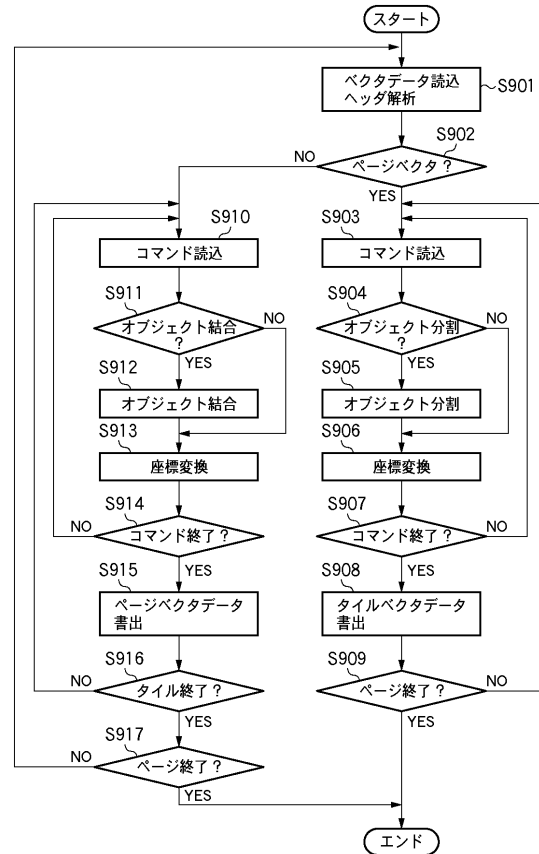 スタート
ベクタデータ読込
ヘッダ解析
S901
S902
ページベクタ？
NO
YES
S910
コマンド読込
S911
オブジェクト結合
？
NO
YES
S912
オブジェクト結合
S913
座標変換
S914
コマンド終了？
NO
YES
S915
ページベクタデータ
書出
S916
タイル終了？
NO
YES
S917
ページ終了？
NO
YES
S903
コマンド読込
S904
オブジェクト分割
？
NO
YES
S905
オブジェクト分割
S906
座標変換
S907
コマンド終了？
NO
YES
S908
タイルベクタデータ
書出
S909
ページ終了？
NO
YES
エンド